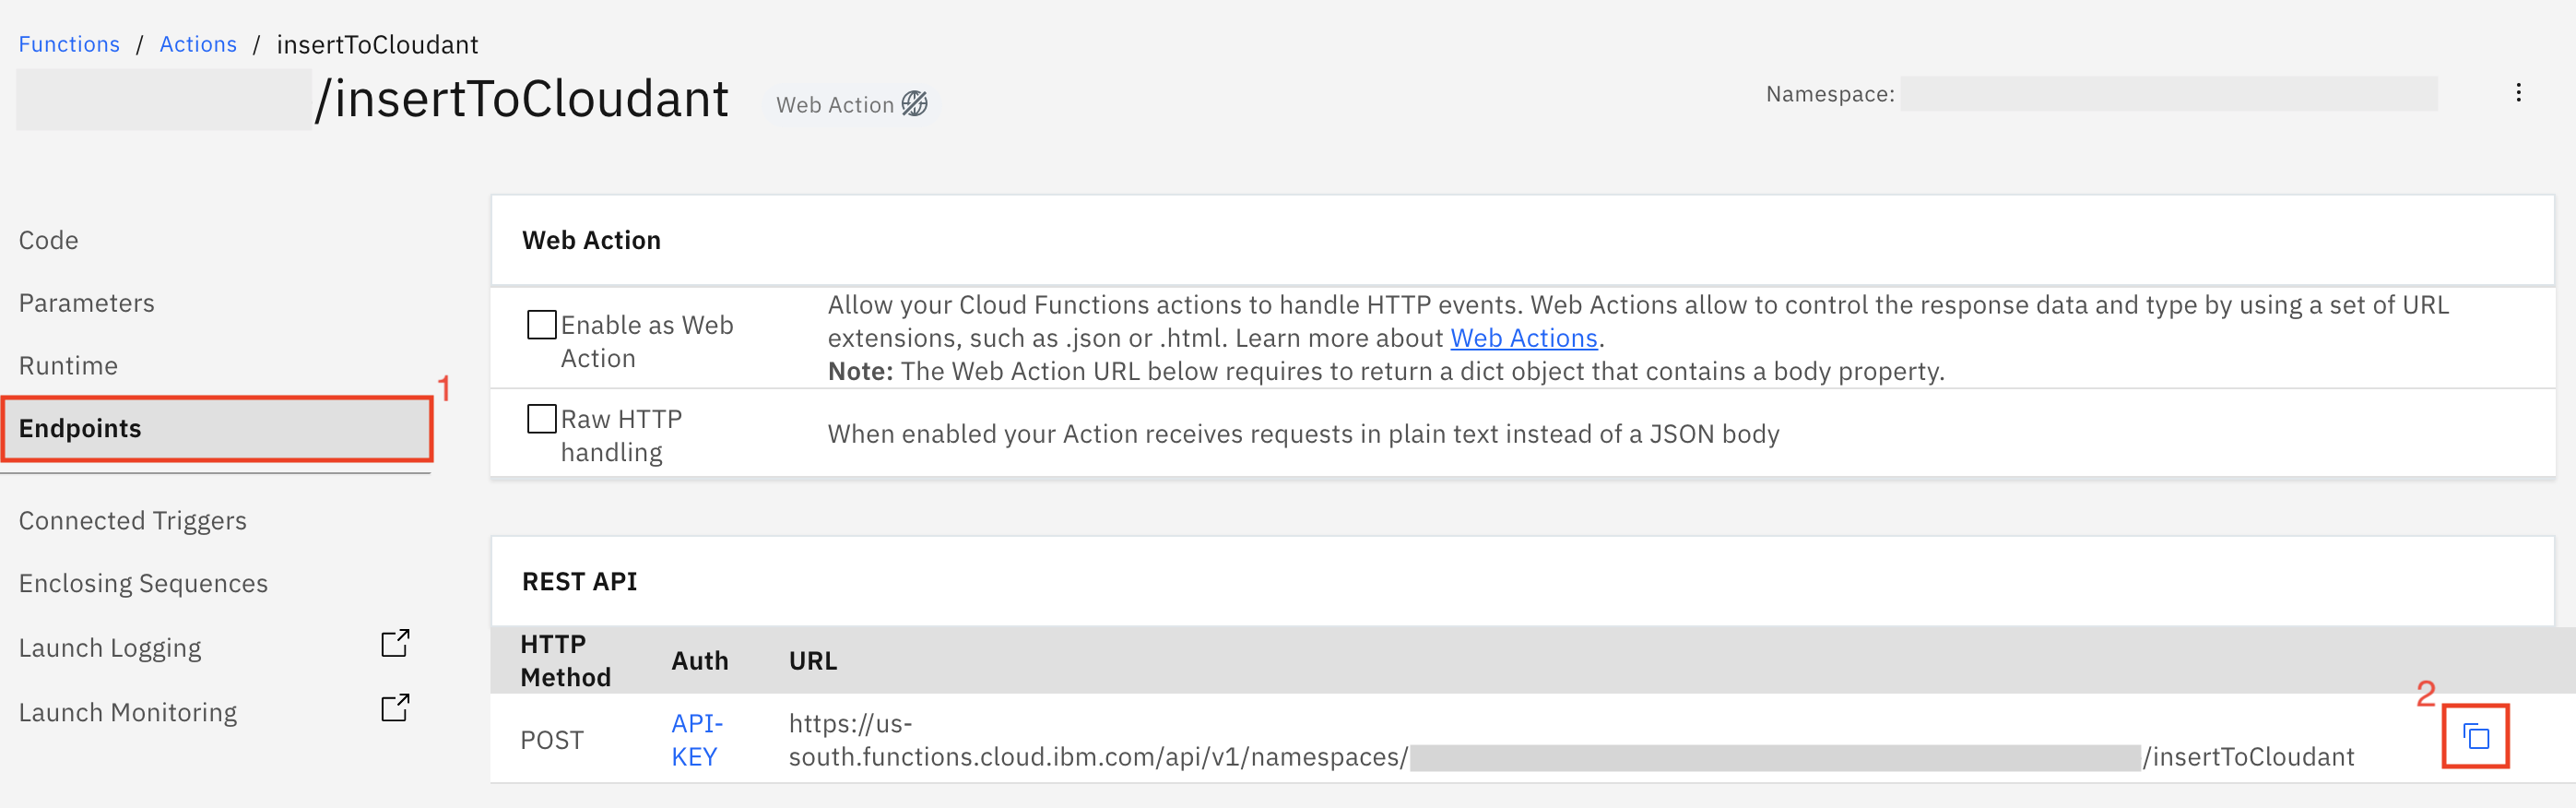 Functions / Actions / insertToCloudant
/insertToCloudant Web Action
Namespace:
Code
Parameters
Runtime
1
Endpoints
Connected Triggers
Enclosing Sequences
Launch Logging
Launch Monitoring
Web Action
Enable as Web
Action
Allow your Cloud Functions actions to handle HTTP events. Web Actions allow to control the response data and type by using a set of URL
extensions, such as .json or .html. Learn more about Web Actions.
Note: The Web Action URL below requires to return a dict object that contains a body property.
Raw HTTP
handling
When enabled your Action receives requests in plain text instead of a JSON body
REST API
HTTP
Method
Auth
URL
POST
API-
KEY
https://us-
south.functions.cloud.ibm.com/api/v1/namespaces/ /insertToCloudant
2